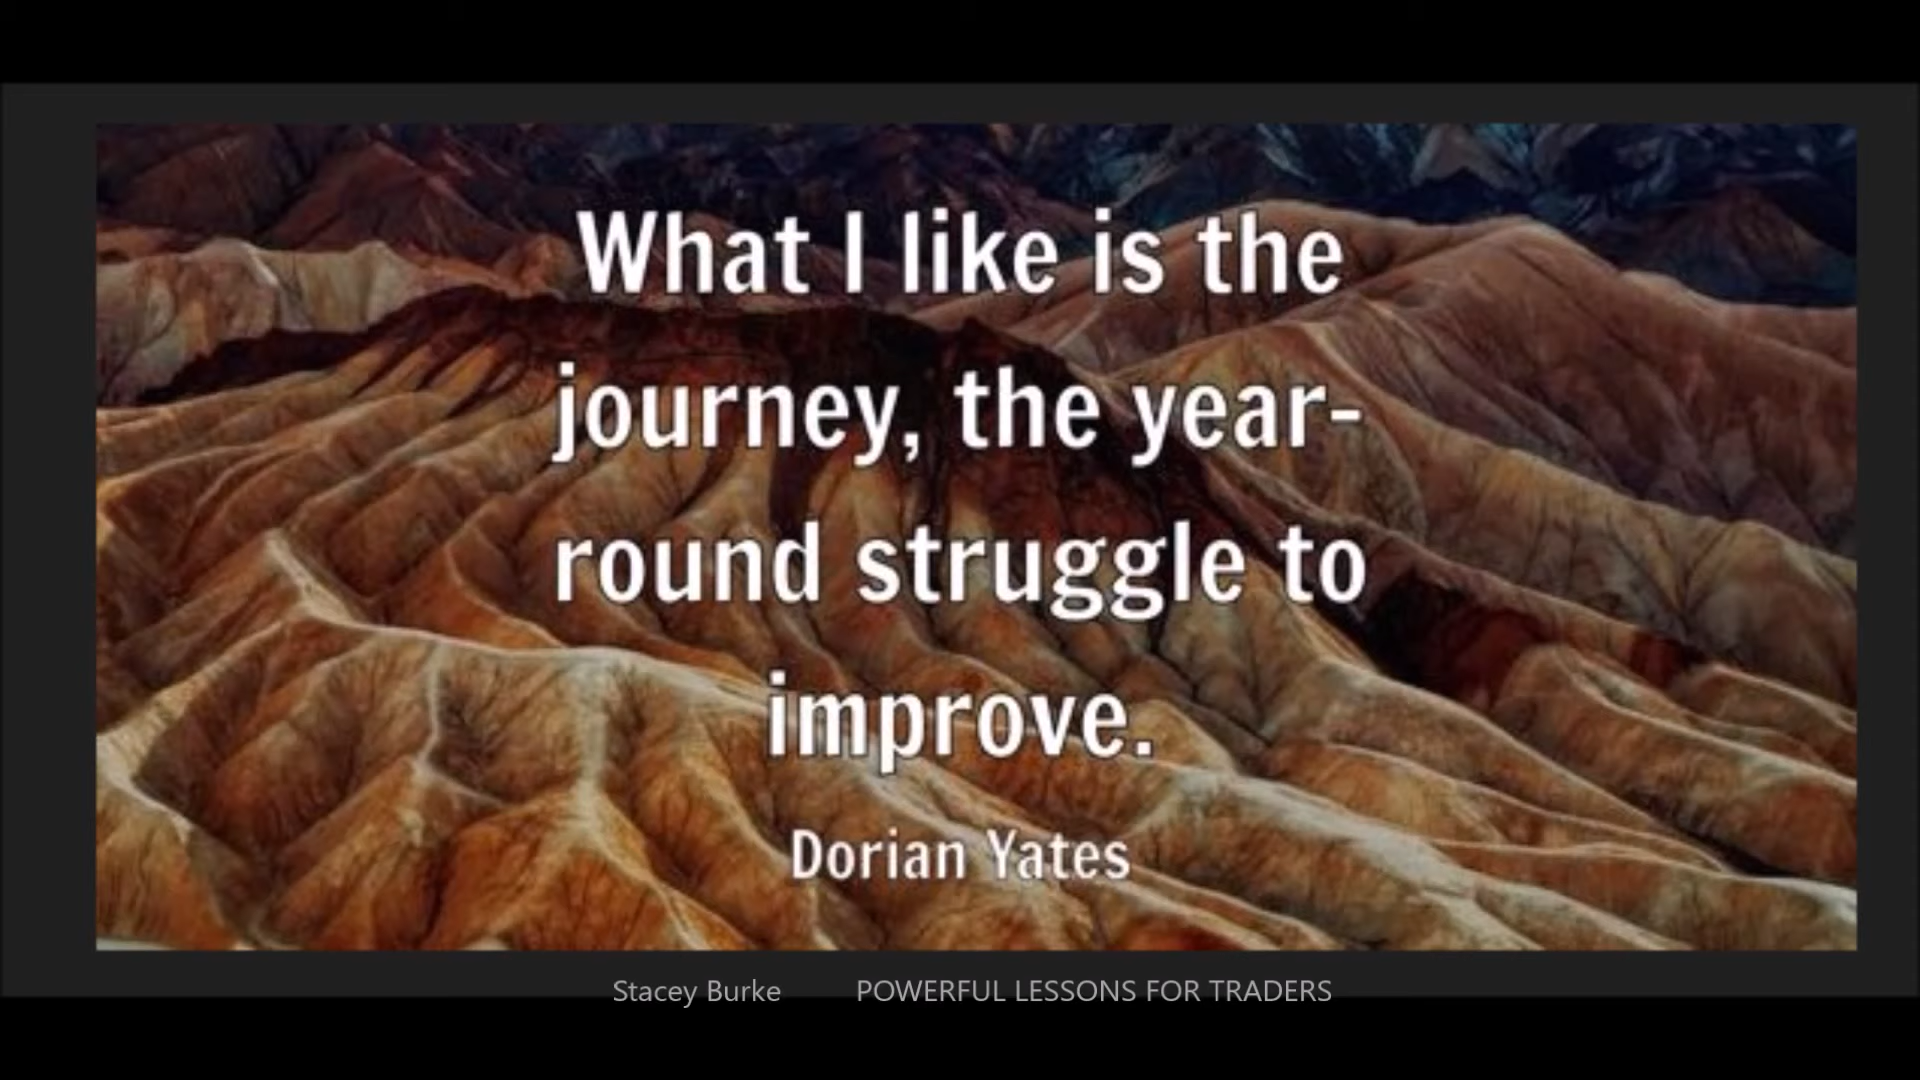 What I like is the
journey, the year-
round struggle to
improve.
Dorian Yates
Stacey Burke POWERFUL LESSONS FOR TRADERS